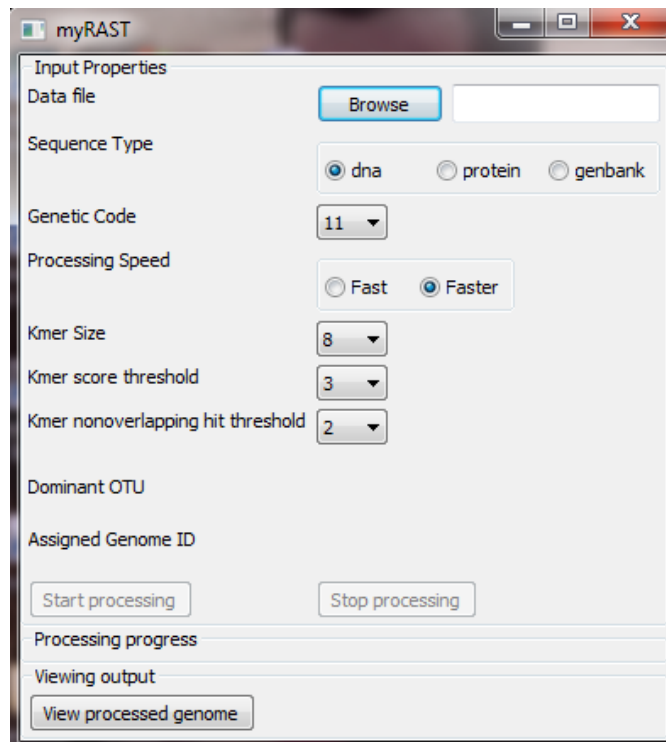 myRAST
Input Properties
Data file
Browse
Sequence Type
dna protein genbank
Genetic Code
11
Processing Speed
Fast Faster
Kmer Size
8
Kmer score threshold
3
Kmer nonoverlapping hit threshold
2
Dominant OTU
Assigned Genome ID
Start processing Stop processing
Processing progress
Viewing output
View processed genome